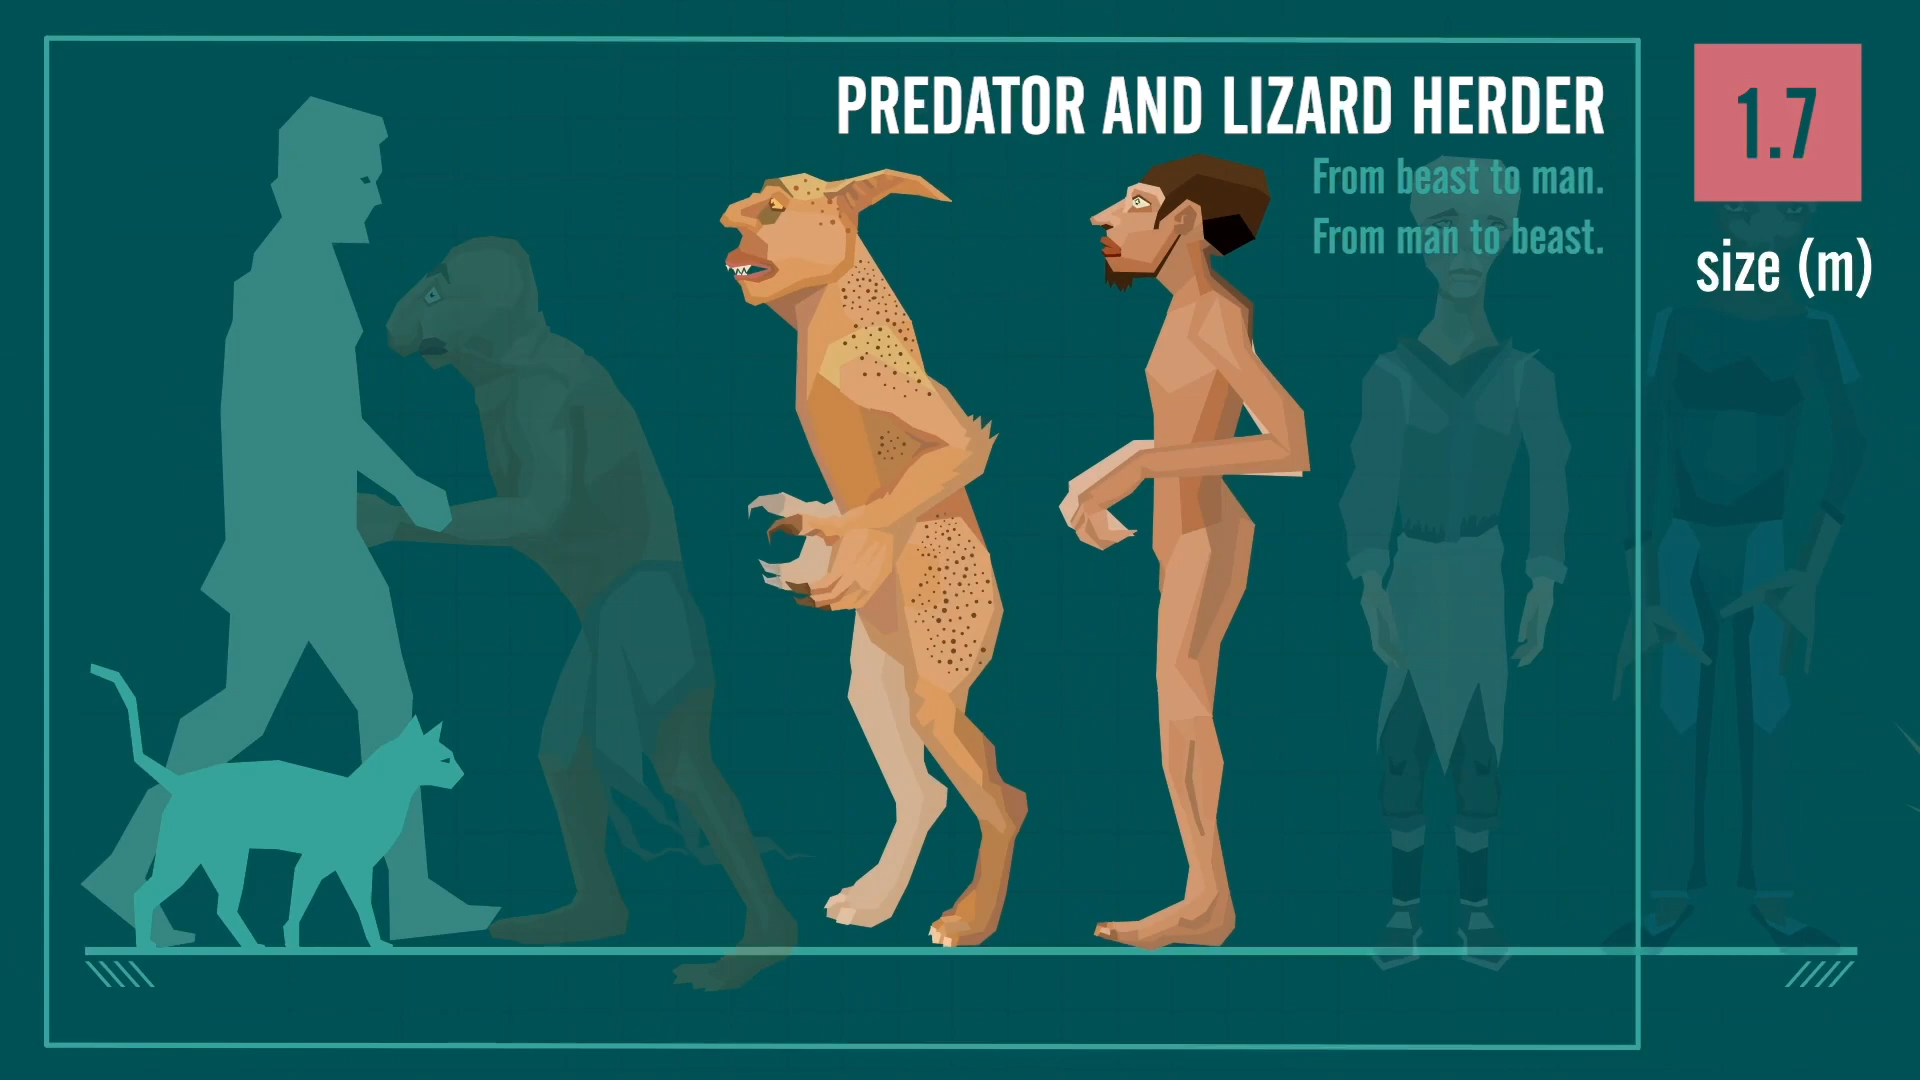 PREDATOR AND LIZARD HERDER
From beast to man.
From man to beast.
1.7
size (m)